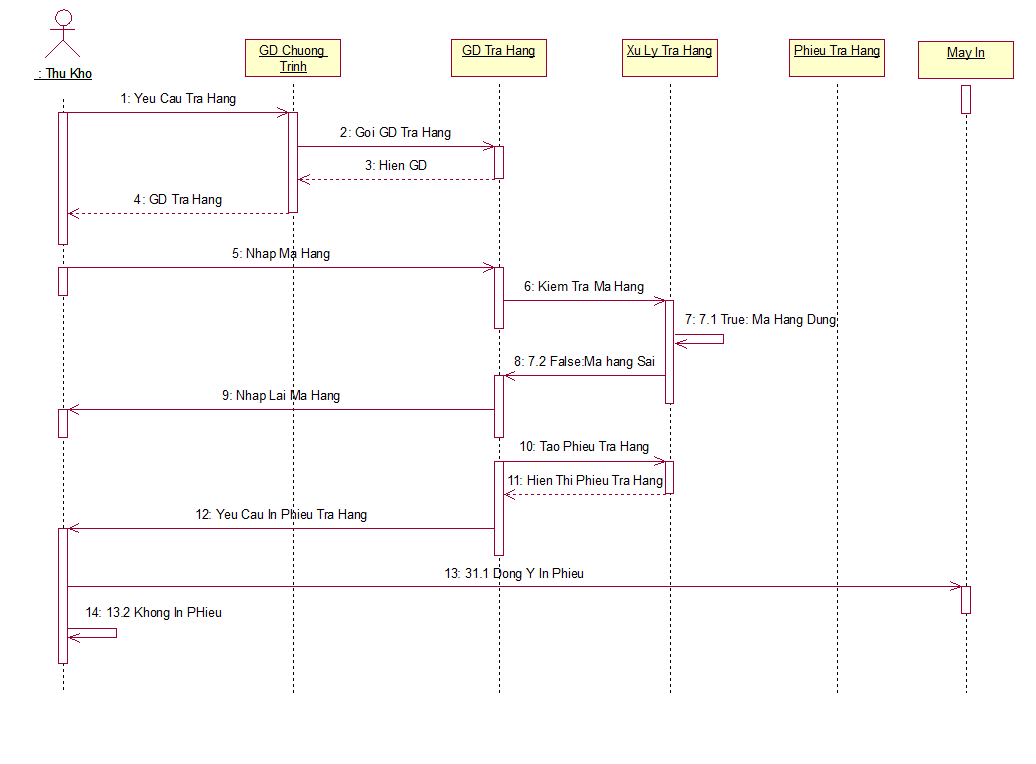 GD Chuong
Trinh
GD Tra Hang
Xu Ly Tra Hang
Phieu Tra Hang
May In
: Thu Kho
1: Yeu Cau Tra Hang
2: Goi GD Tra Hang
3: Hien GD
4: GD Tra Hang
5: Nhap Ma Hang
6: Kiem Tra Ma Hang
7: 7.1 True: Ma Hang Dung
8: 7.2 False:Ma hang Sai
9: Nhap Lai Ma Hang
10: Tao Phieu Tra Hang
11: Hien Thi Phieu Tra Hang
12: Yeu Cau In Phieu Tra Hang
13: 31.1 Dong Y In Phieu
14: 13.2 Khong In PHieu